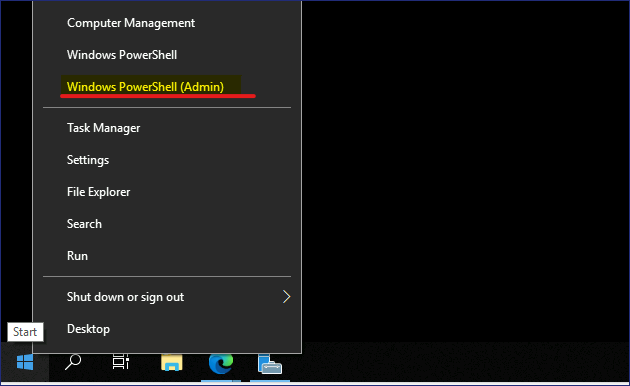 Computer Management
Windows PowerShell
Windows PowerShell (Admin)
Task Manager
Settings
File Explorer
Search
Run
Shut down or sign out
Desktop
Start